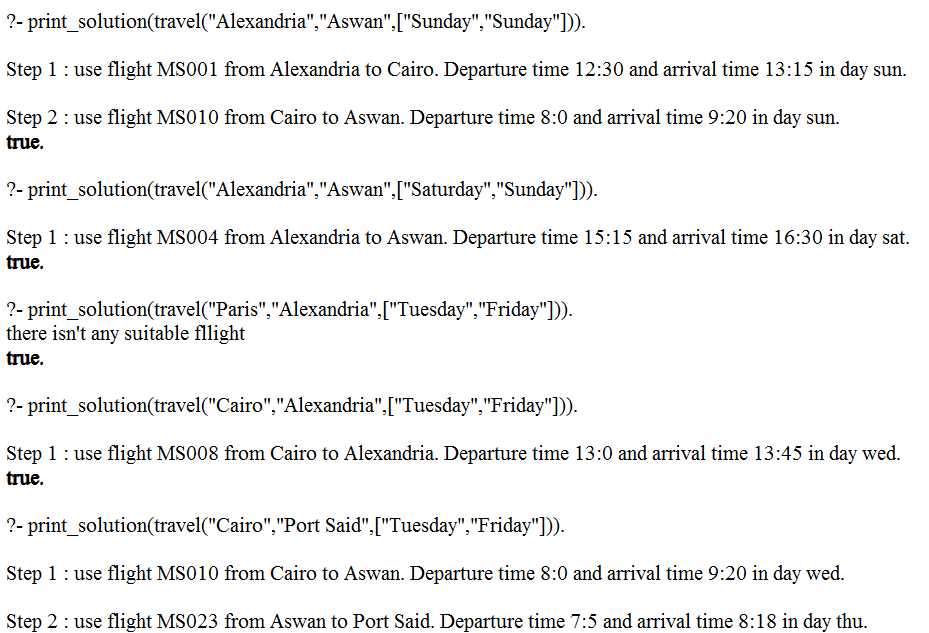 ?- print_solution(travel("Alexandria","Aswan",["Sunday","Sunday"])).
Step 1 : use flight MS001 from Alexandria to Cairo. Departure time 12:30 and arrival time 13:15 in day sun.
Step 2 : use flight MS010 from Cairo to Aswan. Departure time 8:0 and arrival time 9:20 in day sun.
true.
?- print_solution(travel("Alexandria","Aswan",["Saturday","Sunday"])).
Step 1 : use flight MS004 from Alexandria to Aswan. Departure time 15:15 and arrival time 16:30 in day sat.
true.
?- print_solution(travel("Paris","Alexandria",["Tuesday","Friday"])).
there isn't any suitable fllight
true.
?- print_solution(travel("Cairo","Alexandria",["Tuesday","Friday"])).
Step 1 : use flight MS008 from Cairo to Alexandria. Departure time 13:0 and arrival time 13:45 in day wed.
true.
?- print_solution(travel("Cairo","Port Said",["Tuesday","Friday"])).
Step 1 : use flight MS010 from Cairo to Aswan. Departure time 8:0 and arrival time 9:20 in day wed.
Step 2 : use flight MS023 from Aswan to Port Said. Departure time 7:5 and arrival time 8:18 in day thu.